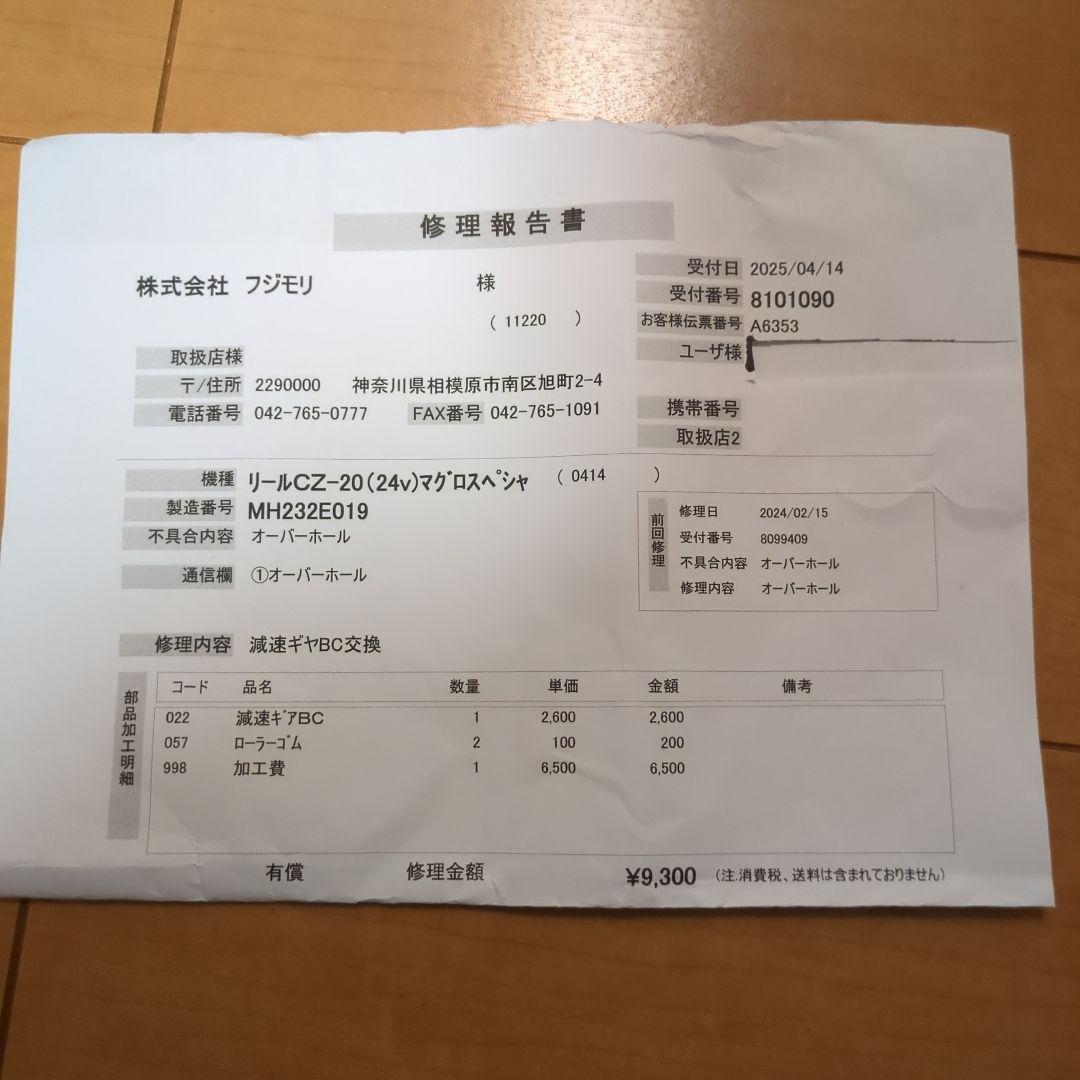 修理報告書
株式会社 フジモリ 様
( 11220 )
受付日 2025/04/14
受付番号 8101090
お客様伝票番号 A6353
ユーザ様
取扱店様
〒/住所 2290000 神奈川県相模原市南区旭町2-4
電話番号 042-765-0777 FAX番号 042-765-1091
携帯番号
取扱店2
機種 リールCZ-20(24v)マグロスペシャ ( 0414 )
製造番号 MH232E019
不具合内容 オーバーホール
通信欄 ①オーバーホール
前回修理
修理日 2024/02/15
受付番号 8099409
不具合内容 オーバーホール
修理内容 オーバーホール
修理内容 減速ギヤBC交換
部品加工明細
コード 品名 数量 単価 金額 備考
022 減速ギアBC 1 2,600 2,600
057 ローラーゴム 2 100 200
998 加工費 1 6,500 6,500
有償 修理金額 ¥9,300 (注.消費税、送料は含まれておりません)